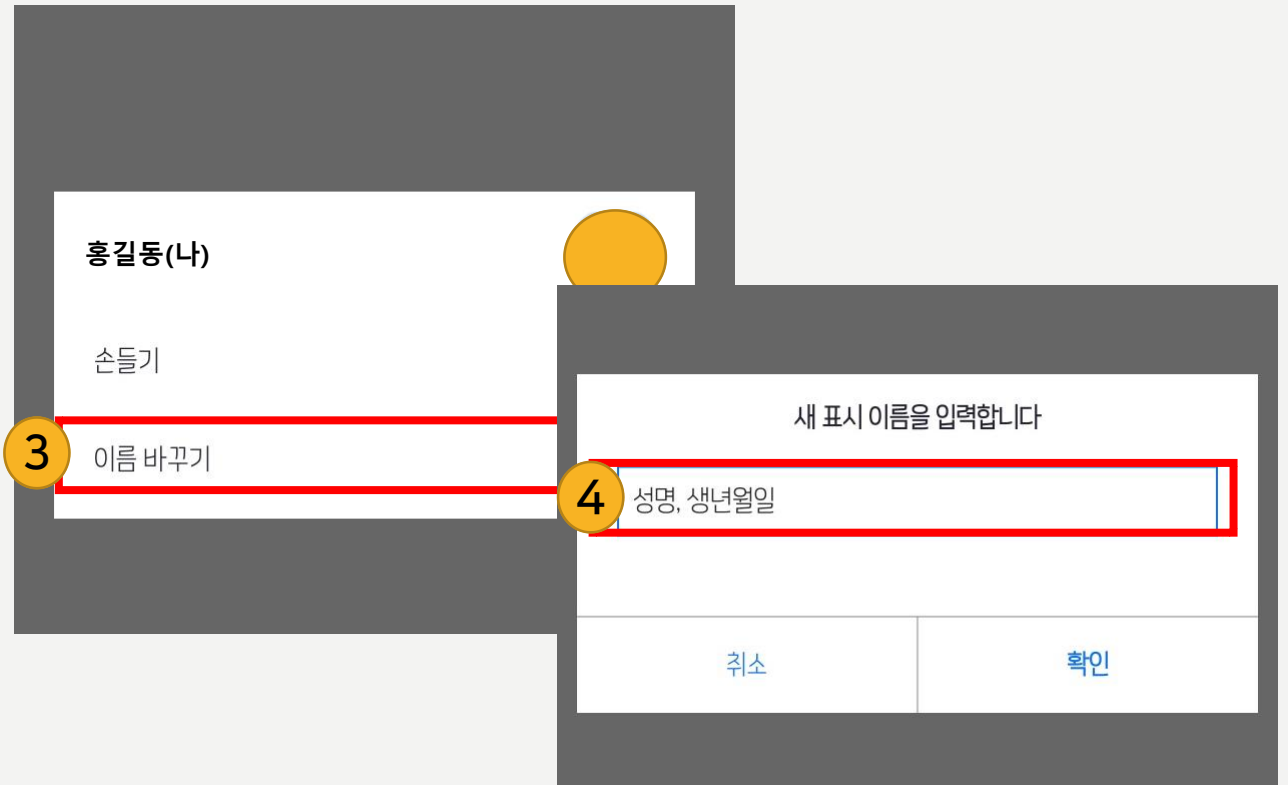 홍길동(나)
손들기
3
이름 바꾸기
새 표시 이름을 입력합니다
4
성명, 생년월일
취소
확인